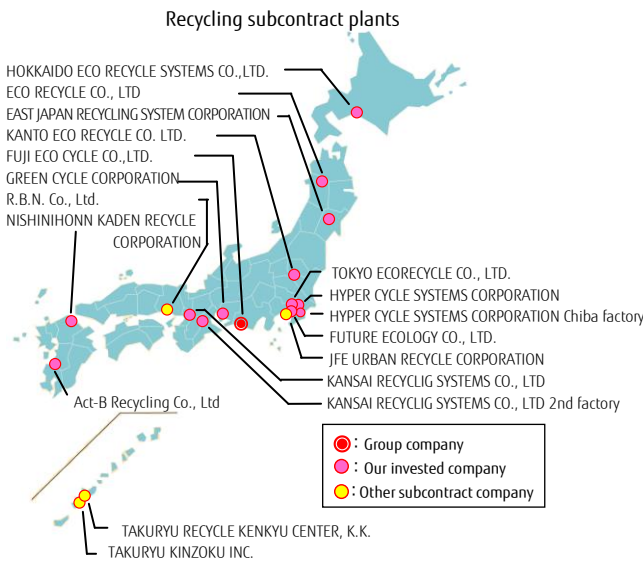 Recycling subcontract plants
HOKKAIDO ECO RECYCLE SYSTEMS CO.,LTD.
ECO RECYCLE CO., LTD
EAST JAPAN RECYCLING SYSTEM CORPORATION
KANTO ECO RECYCLE CO. LTD.
FUJI ECO CYCLE CO.,LTD.
GREEN CYCLE CORPORATION
R.B.N. Co., Ltd.
NISHINIHONN KADEN RECYCLE
CORPORATION
TOKYO ECORECYCLE CO., LTD.
HYPER CYCLE SYSTEMS CORPORATION
HYPER CYCLE SYSTEMS CORPORATION Chiba factory
FUTURE ECOLOGY CO., LTD.
JFE URBAN RECYCLE CORPORATION
KANSAI RECYCLIG SYSTEMS CO., LTD
KANSAI RECYCLIG SYSTEMS CO., LTD 2nd factory
Act-B Recycling Co., Ltd
: Group company
: Our invested company
: Other subcontract company
TAKURYU RECYCLE KENKYU CENTER, K.K.
TAKURYU KINZOKU INC.